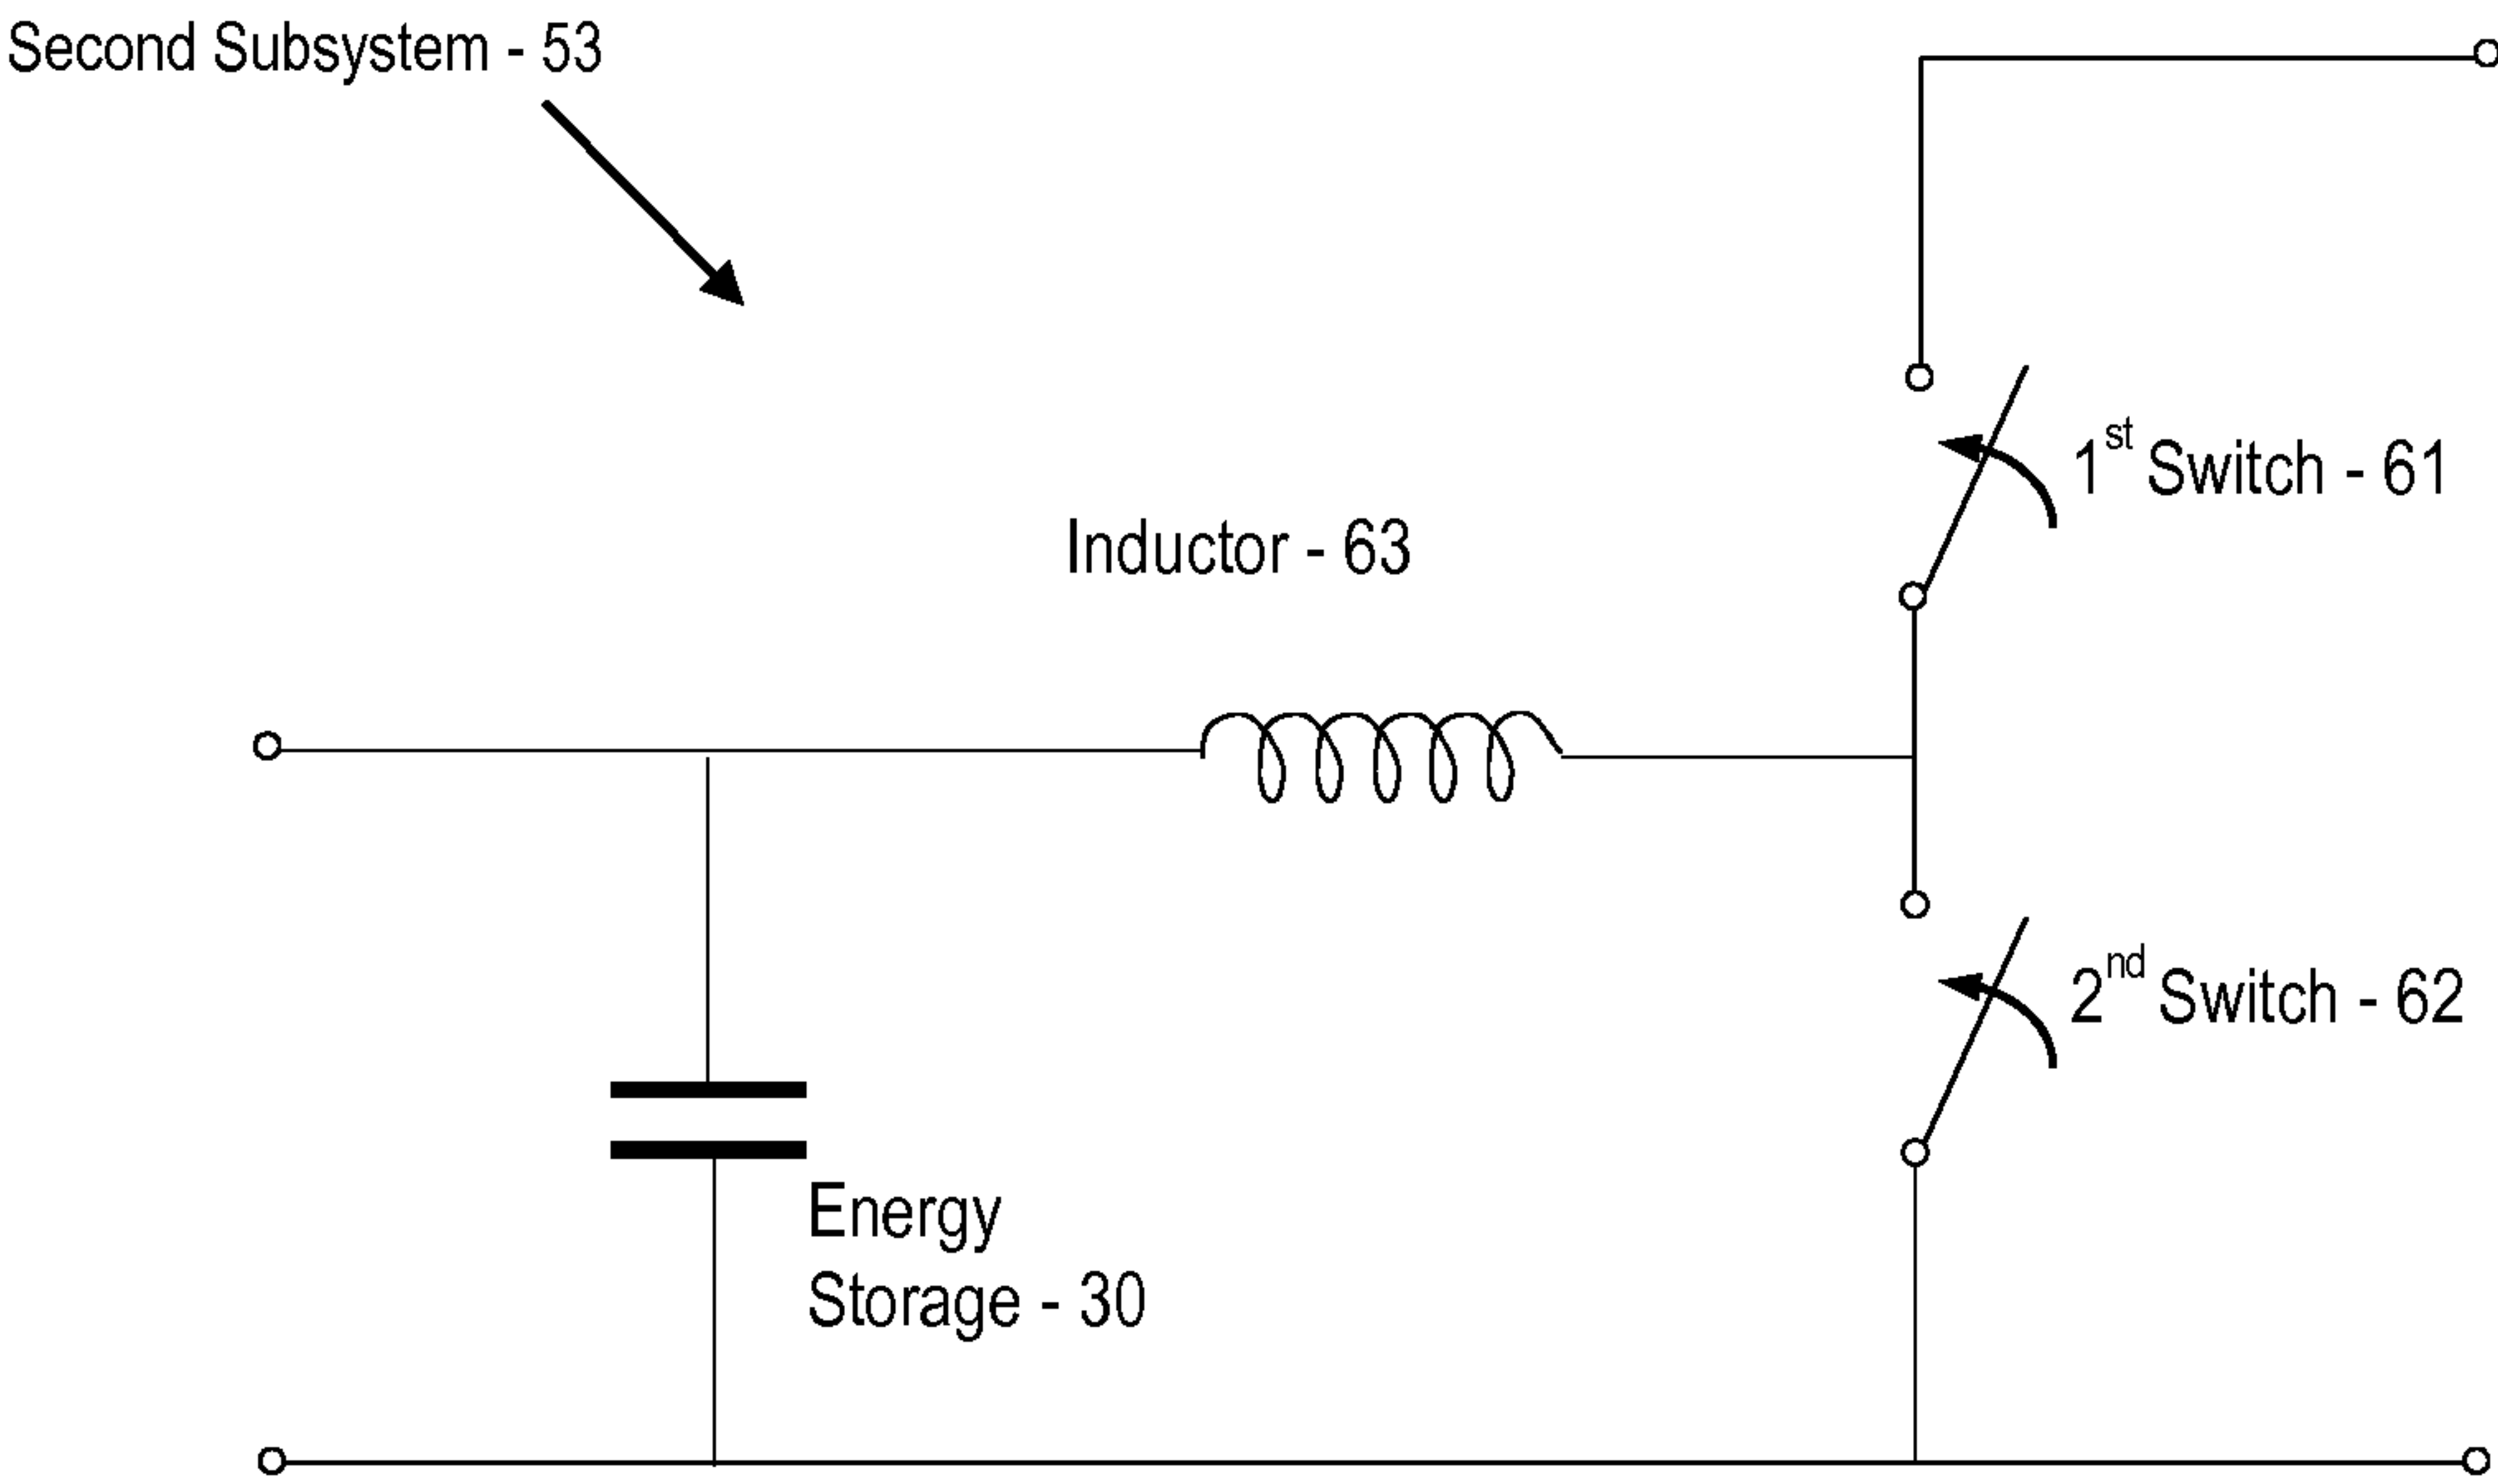 Second Subsystem - 53
1st Switch - 61
Inductor - 63
2nd Switch - 62
Energy
Storage - 30